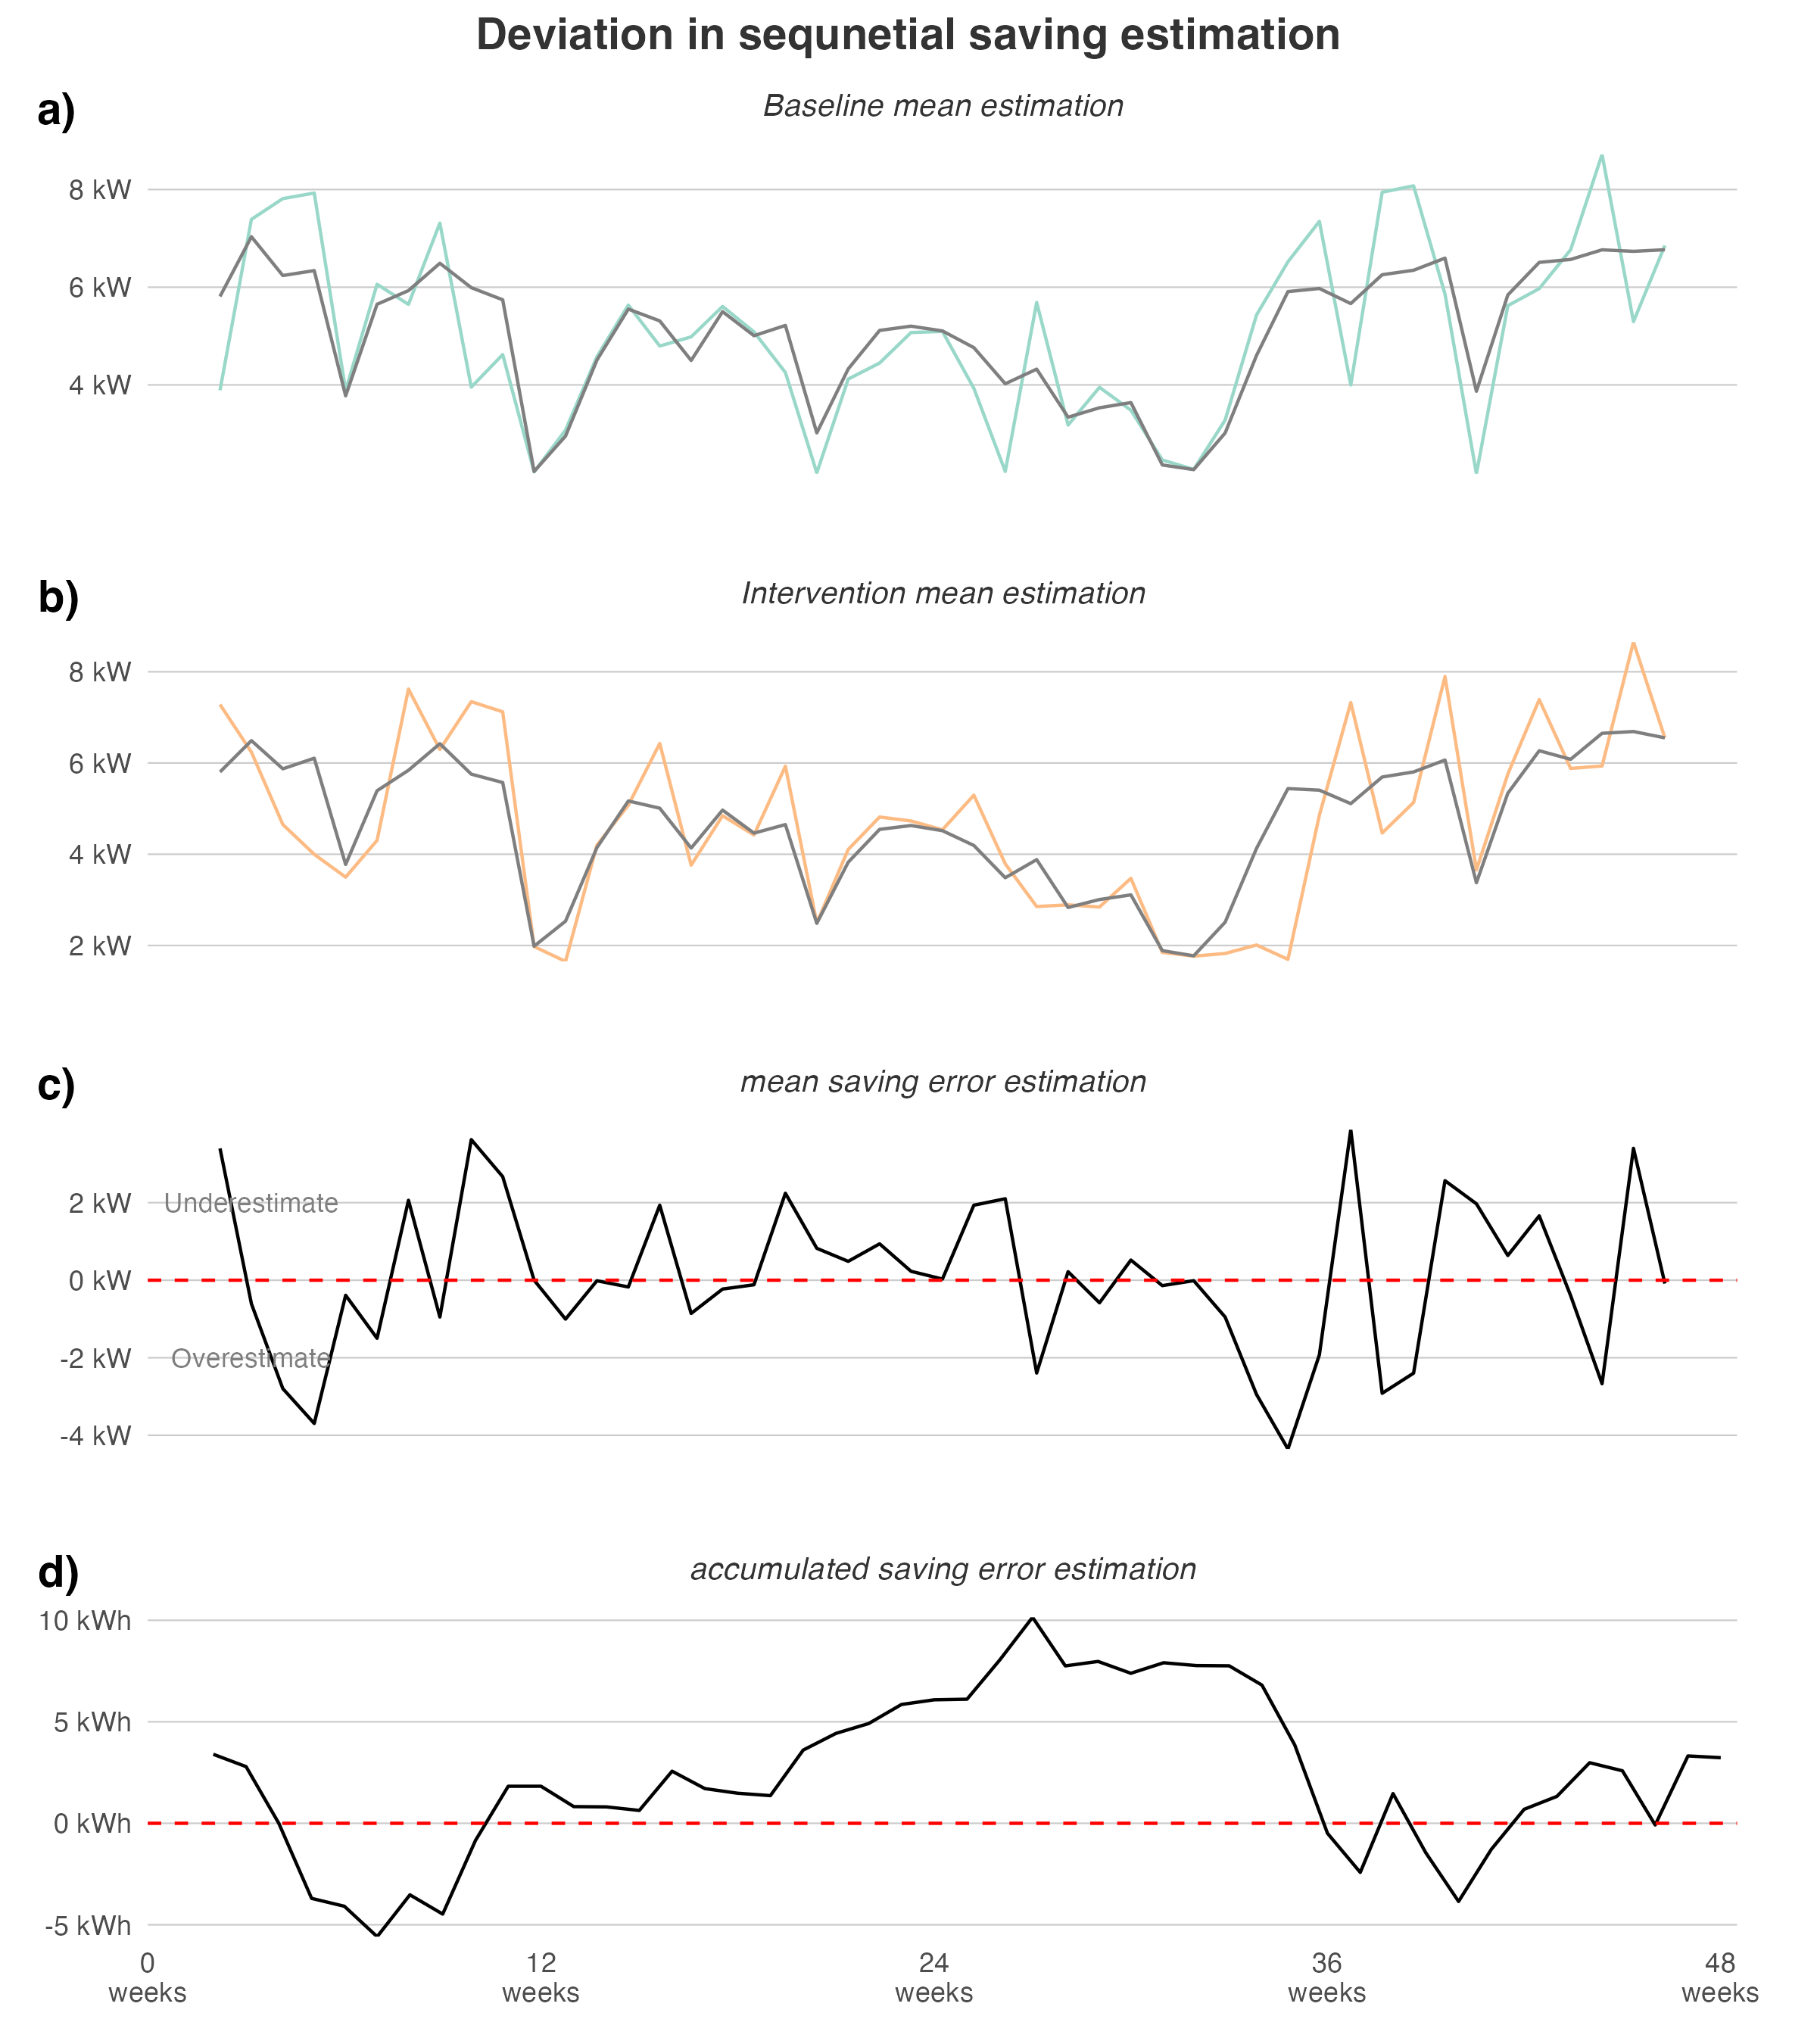 Deviation in sequnetial saving estimation
a)
Baseline mean estimation
8 kW
6 kW
4 kW
b)
Intervention mean estimation
8 kW
6 kW
4 kW
2 kW
c)
mean saving error estimation
2 kW
Underestimate
0 kW
-2 kW
Overestimate
-4 kW
d)
accumulated saving error estimation
10 kWh
5 kWh
0 kWh
-5 kWh
0 12 24 36 48
weeks weeks weeks weeks weeks